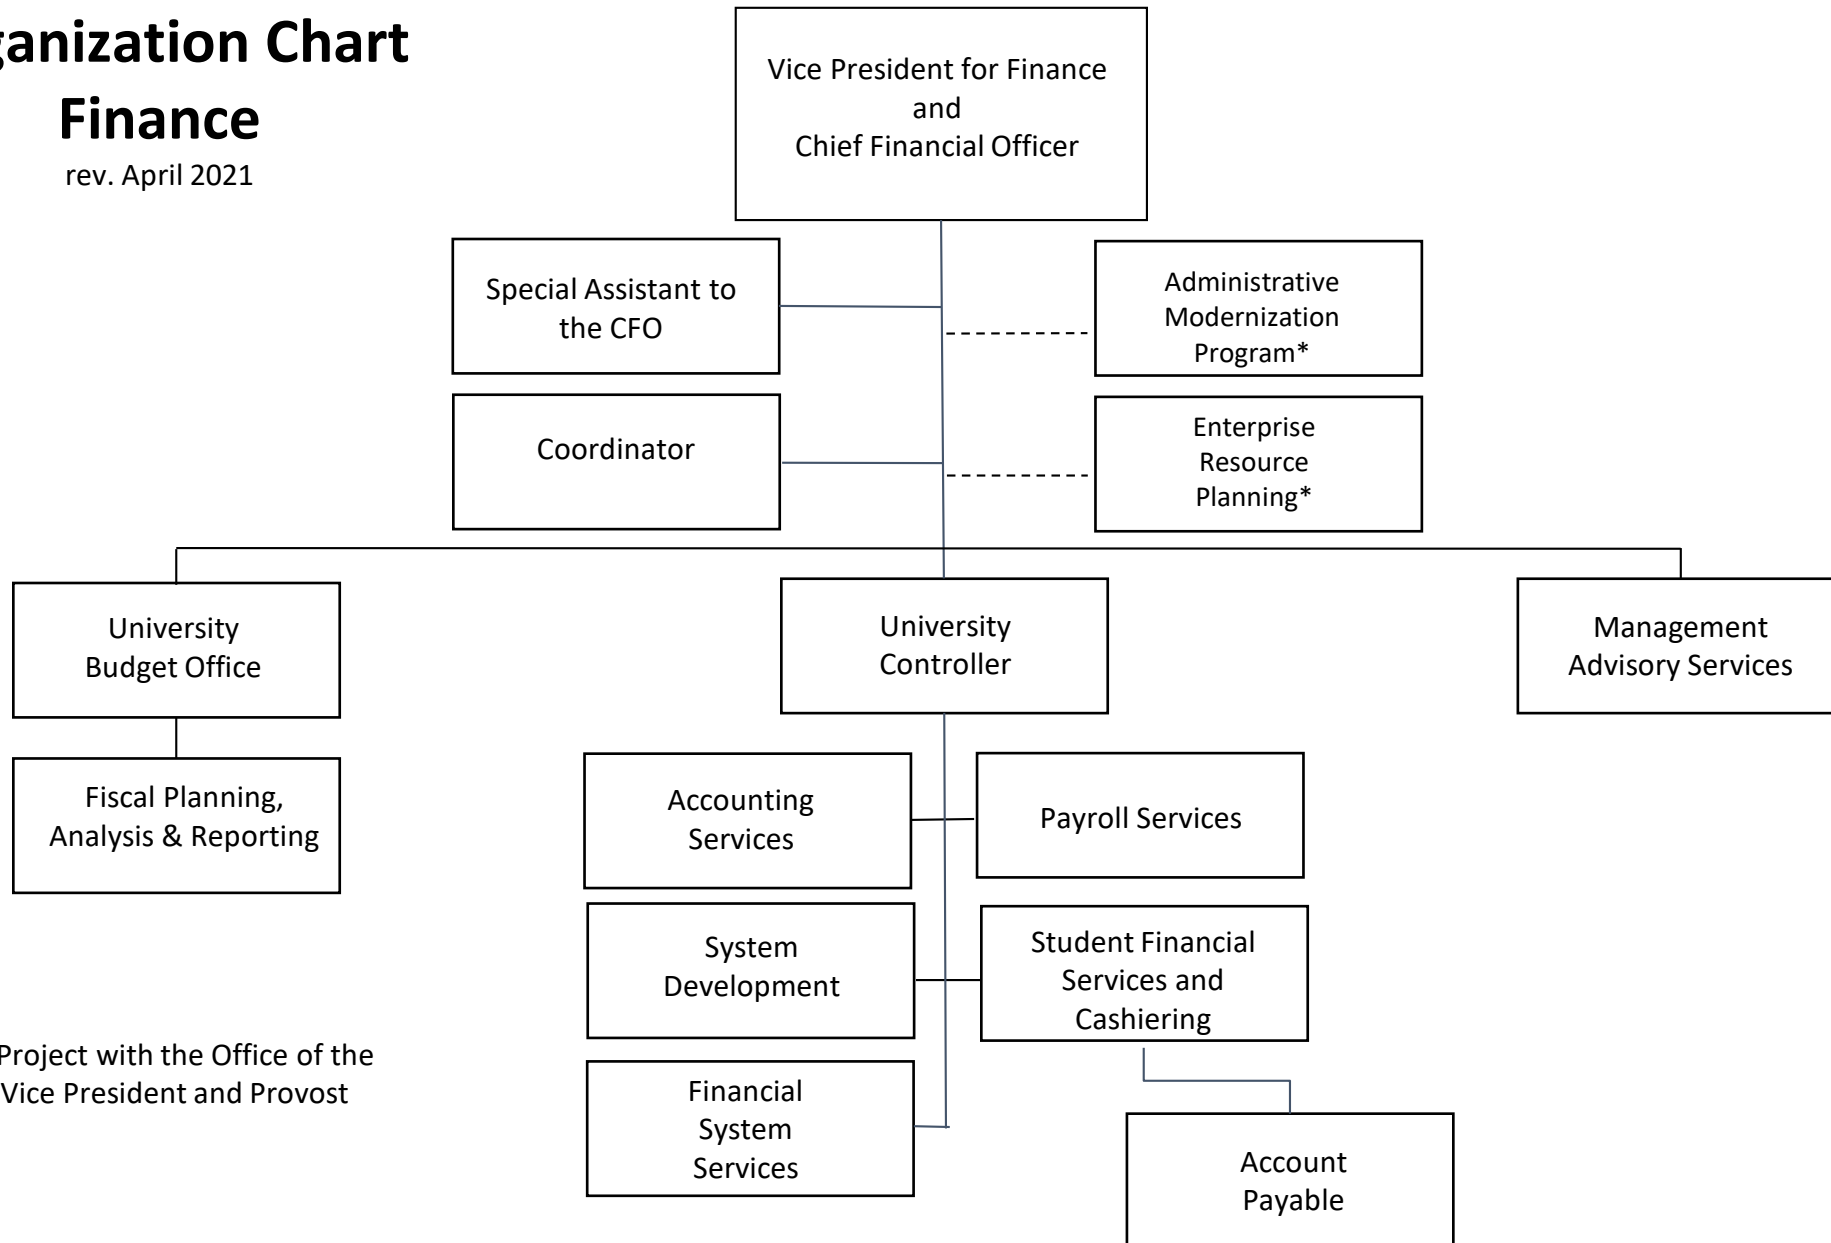 ganization Chart
Finance
rev. April 2021
Vice President for Finance
and
Chief Financial Officer
Special Assistant to
the CFO
Administrative
Modernization
Program*
Coordinator
Enterprise
Resource
Planning*
University
Budget Office
University
Controller
Management
Advisory Services
Fiscal Planning,
Analysis & Reporting
Accounting
Services
Payroll Services
System
Development
Student Financial
Services and
Cashiering
Project with the Office of the
Vice President and Provost
Financial
System
Services
Account
Payable